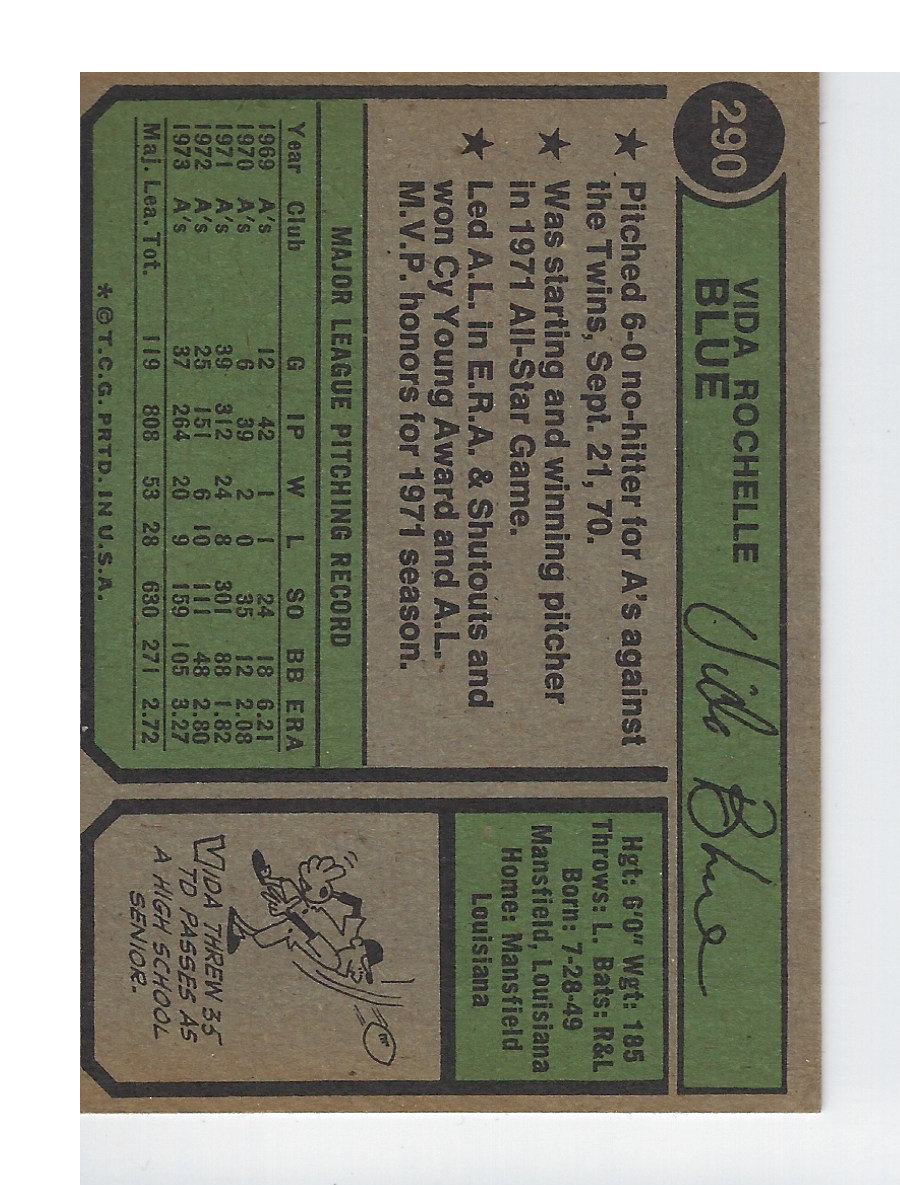 290
VIDA ROCHELLE
BLUE
Vida Blue
★ Pitched 6-0 no-hitter for A's against
the Twins, Sept. 21, 70.
★ Was starting and winning pitcher
in 1971 All-Star Game.
★ Led A.L. in E.R.A. & Shutouts and
won Cy Young Award and A.L.
M.V.P. honors for 1971 season.
MAJOR LEAGUE PITCHING RECORD
Year Club G IP W L SO BB ERA
1969 A's 12 42 1 1 24 18 6.21
1970 A's 6 39 2 0 35 12 2.08
1971 A's 39 312 24 8 301 88 1.82
1972 A's 25 151 6 10 111 48 2.80
1973 A's 37 264 20 9 159 105 3.27
Maj. Lea. Tot. 119 808 53 28 630 271 2.72
* © T.C.G. PRTD. IN U.S.A.
Hgt: 6'0" Wgt: 185
Throws: L. Bats: R&L
Born: 7-28-49
Mansfield, Louisiana
Home: Mansfield
Louisiana
VIDA THREW 35
TD PASSES AS
A HIGH SCHOOL
SENIOR.